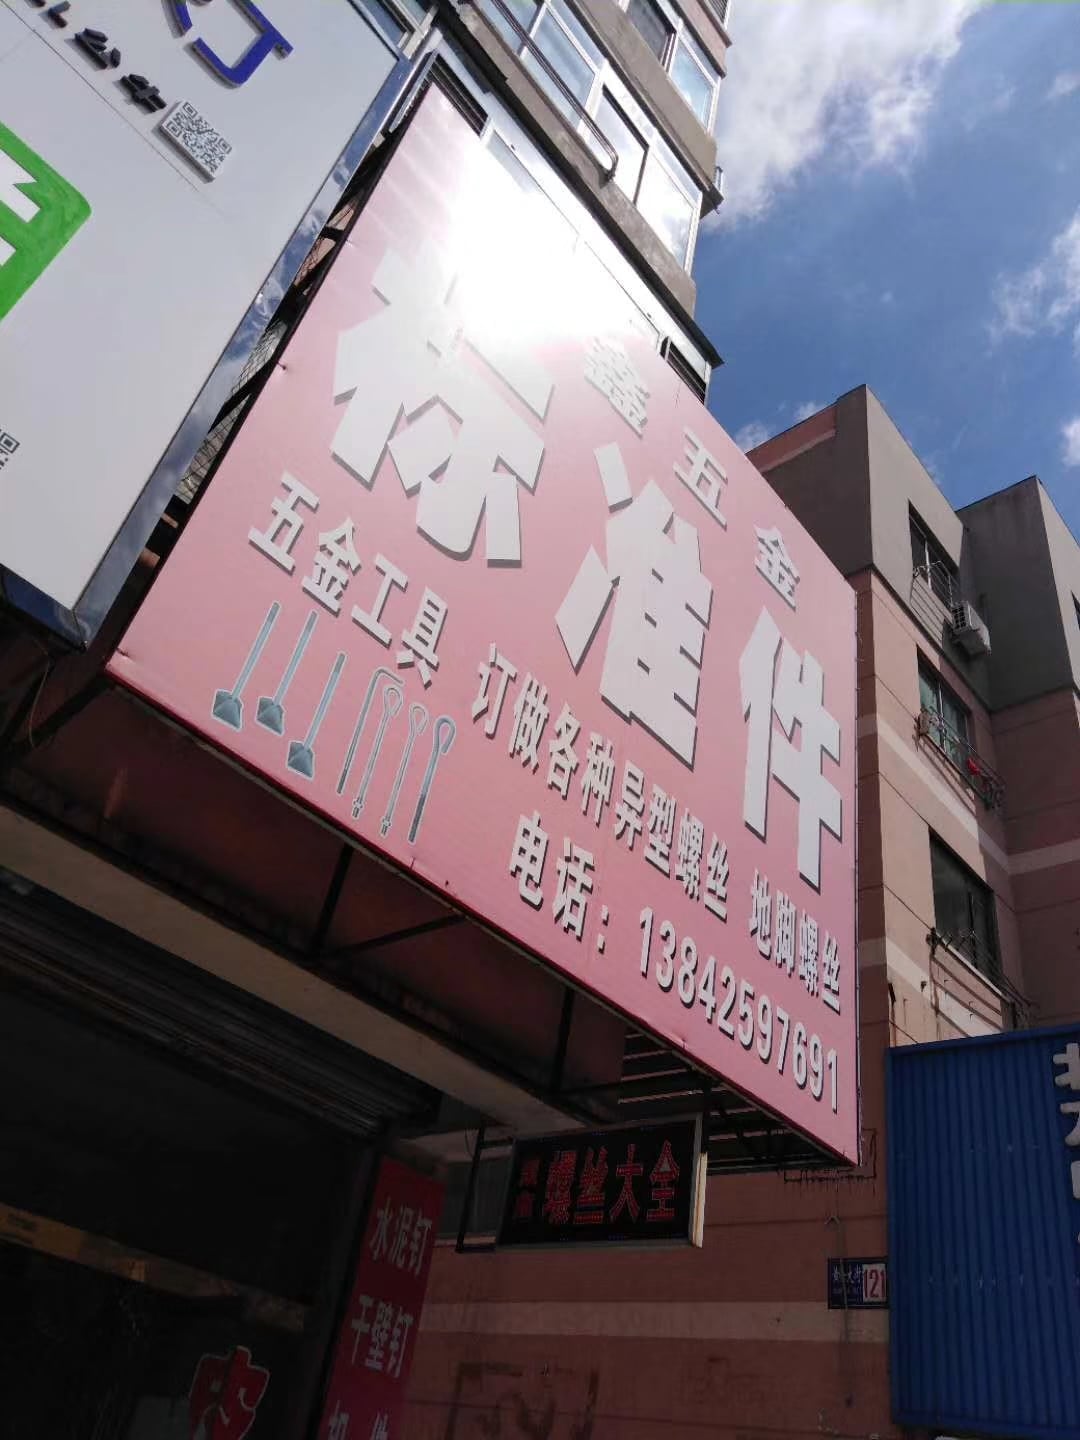 鑫五金
标准件
五金工具 订做各种异型螺丝 地脚螺丝
电话：13842597691
螺丝大全
水泥钉
干壁钉
121